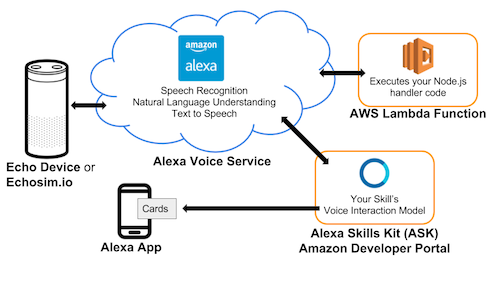 amazon
alexa
Speech Recognition
Natural Language Understanding
Text to Speech
Alexa Voice Service
Executes your Node.js
handler code
AWS Lambda Function
Echo Device or
Echosim.io
Cards
Alexa App
Your Skill's
Voice Interaction Model
Alexa Skills Kit (ASK)
Amazon Developer Portal